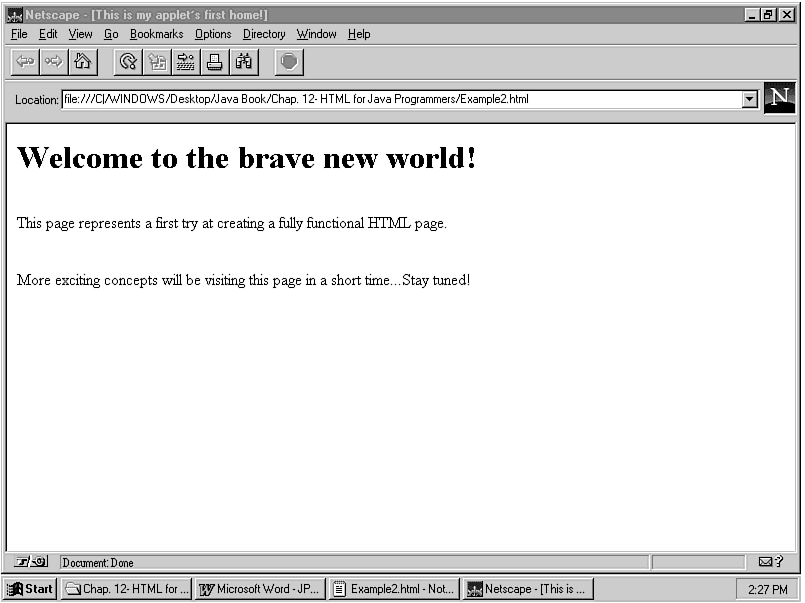 Netscape - [This is my applet's first home!]
File Edit View Go Bookmarks Options Directory Window Help
Location: file:///C|/WINDOWS/Desktop/Java Book/Chap. 12- HTML for Java Programmers/Example2.html
N
Welcome to the brave new world!
This page represents a first try at creating a fully functional HTML page.
More exciting concepts will be visiting this page in a short time...Stay tuned!
Document: Done
?
Start Chap. 12- HTML for ... Microsoft Word - JP... Example2.html - Not... Netscape - [This is ... 2:27 PM